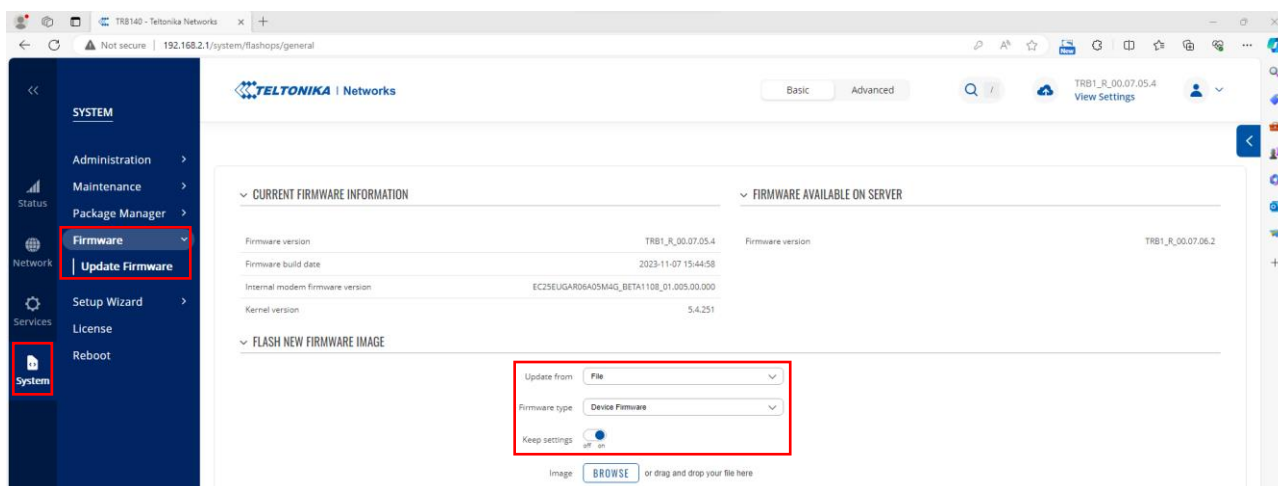 TRB140 - Teltonika Networks
Not secure | 192.168.2.1/system/flashops/general
New
TELTONIKA | Networks
Basic
Advanced
/
TRB1_R_00.07.05.4
View Settings
Status
Network
Services
System
SYSTEM
Administration
Maintenance
Package Manager
Firmware
Update Firmware
Setup Wizard
License
Reboot
CURRENT FIRMWARE INFORMATION
Firmware version TRB1_R_00.07.05.4
Firmware build date 2023-11-07 15:44:58
Internal modem firmware version EC25EUGAR06A05M4G_BETA1108_01.005.00.000
Kernel version 5.4.251
FIRMWARE AVAILABLE ON SERVER
Firmware version TRB1_R_00.07.06.2
FLASH NEW FIRMWARE IMAGE
Update from File
Firmware type Device Firmware
Keep settings off on
Image BROWSE or drag and drop your file here